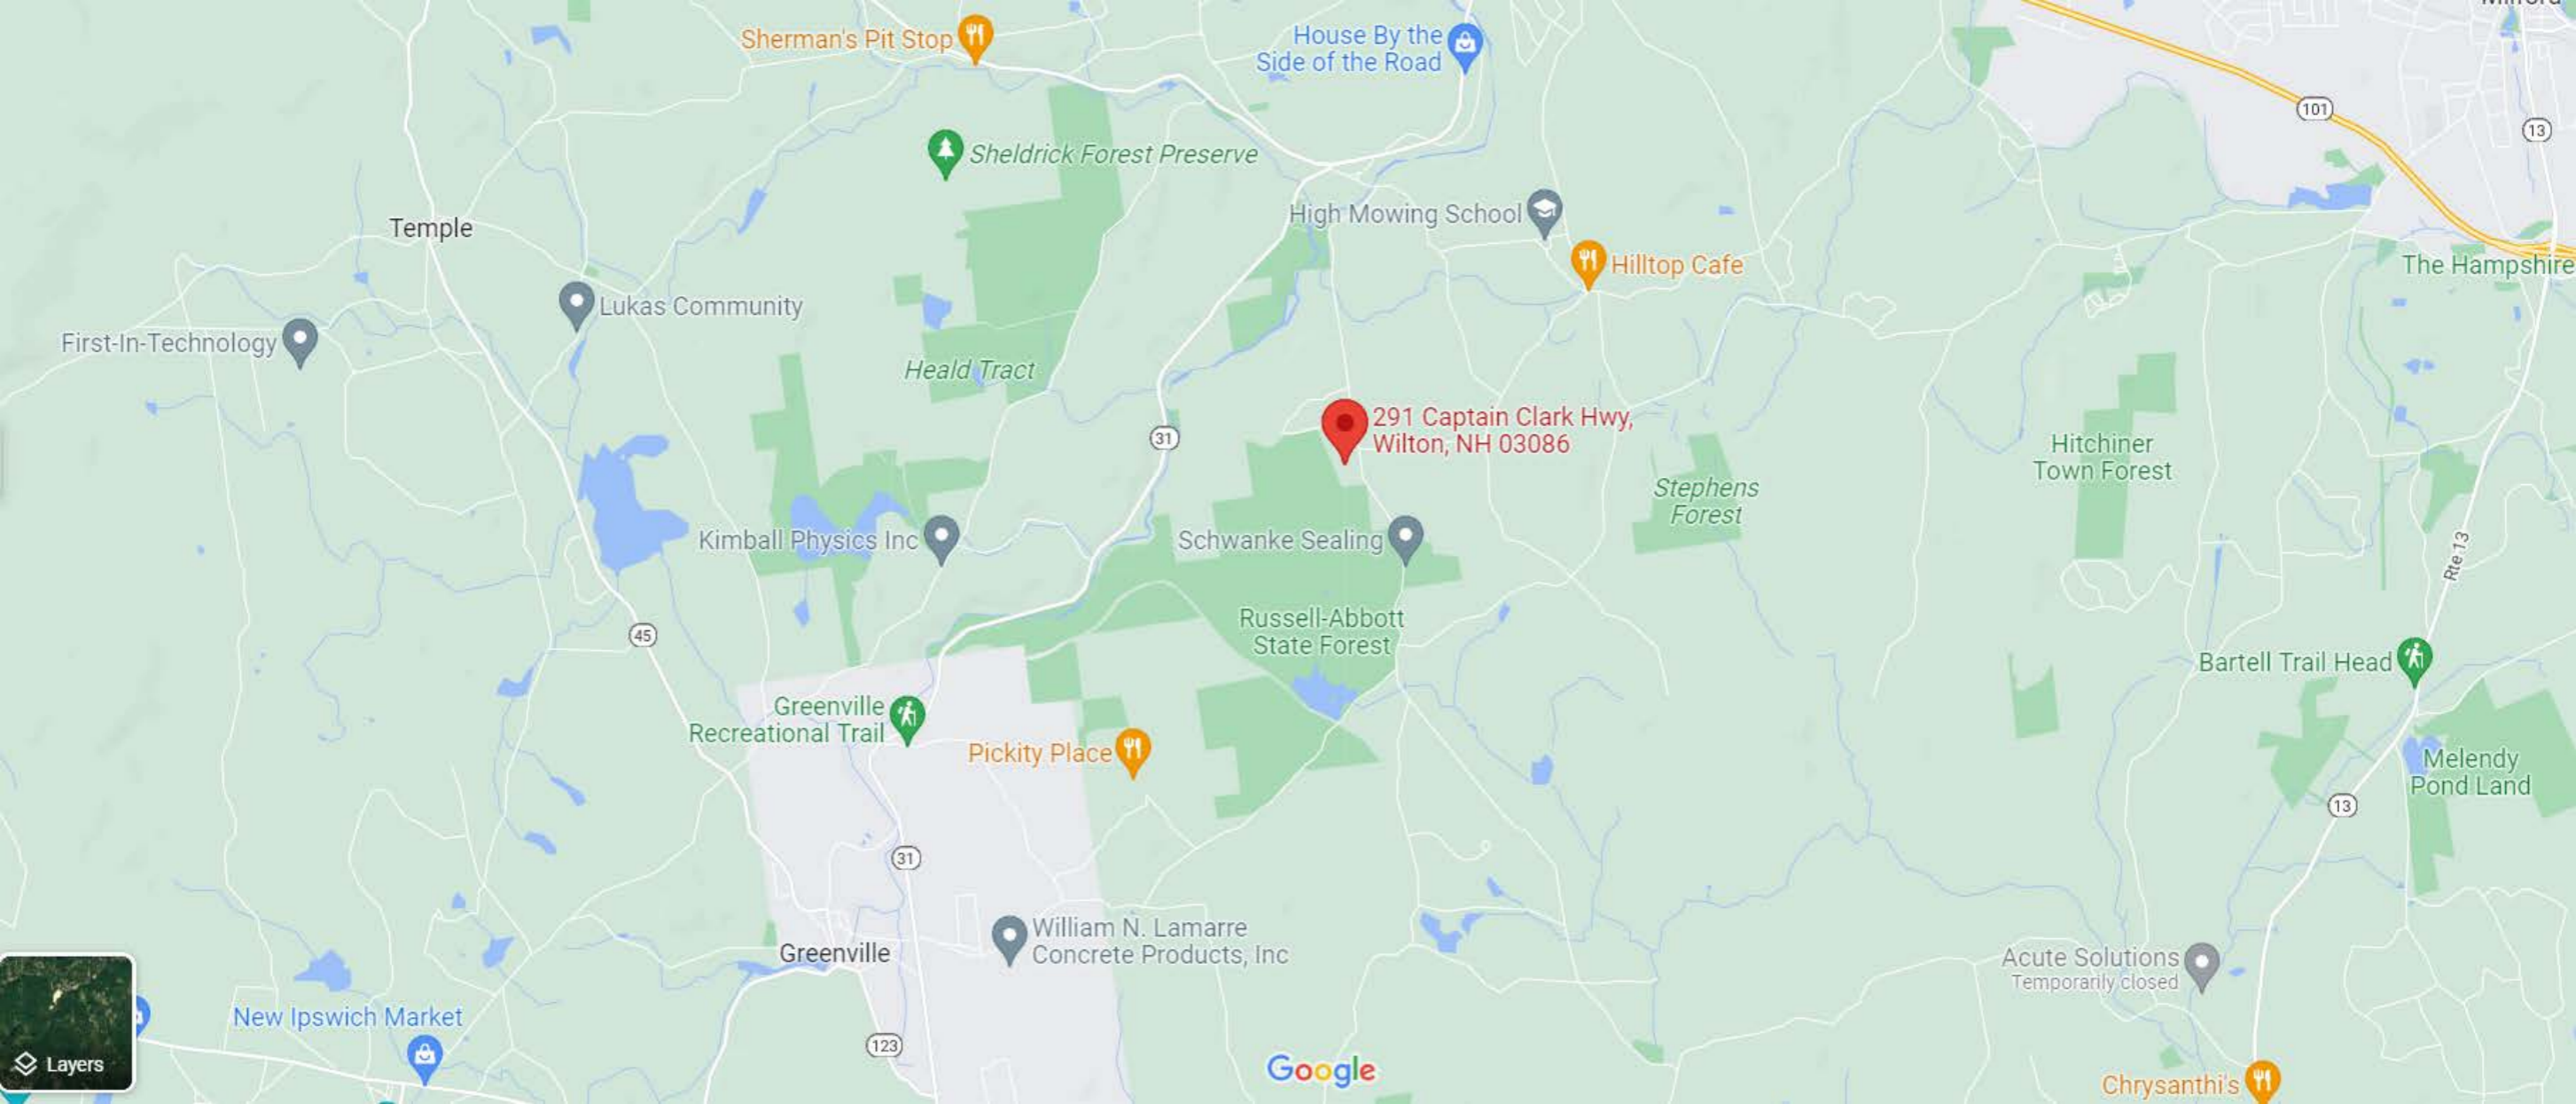 Sherman's Pit Stop
House By the
Side of the Road
101
13
Sheldrick Forest Preserve
High Mowing School
Temple
Hilltop Cafe
The Hampshire
Lukas Community
First-In-Technology
Heald Tract
31
291 Captain Clark Hwy,
Wilton, NH 03086
Hitchiner
Town Forest
Stephens
Forest
Kimball Physics Inc
Schwanke Sealing
Rte 13
Russell-Abbott
State Forest
45
Bartell Trail Head
Greenville
Recreational Trail
Pickity Place
Melendy
Pond Land
13
31
William N. Lamarre
Concrete Products, Inc
Greenville
Acute Solutions
Temporarily closed
New Ipswich Market
123
Layers
Google
Chrysanthi's